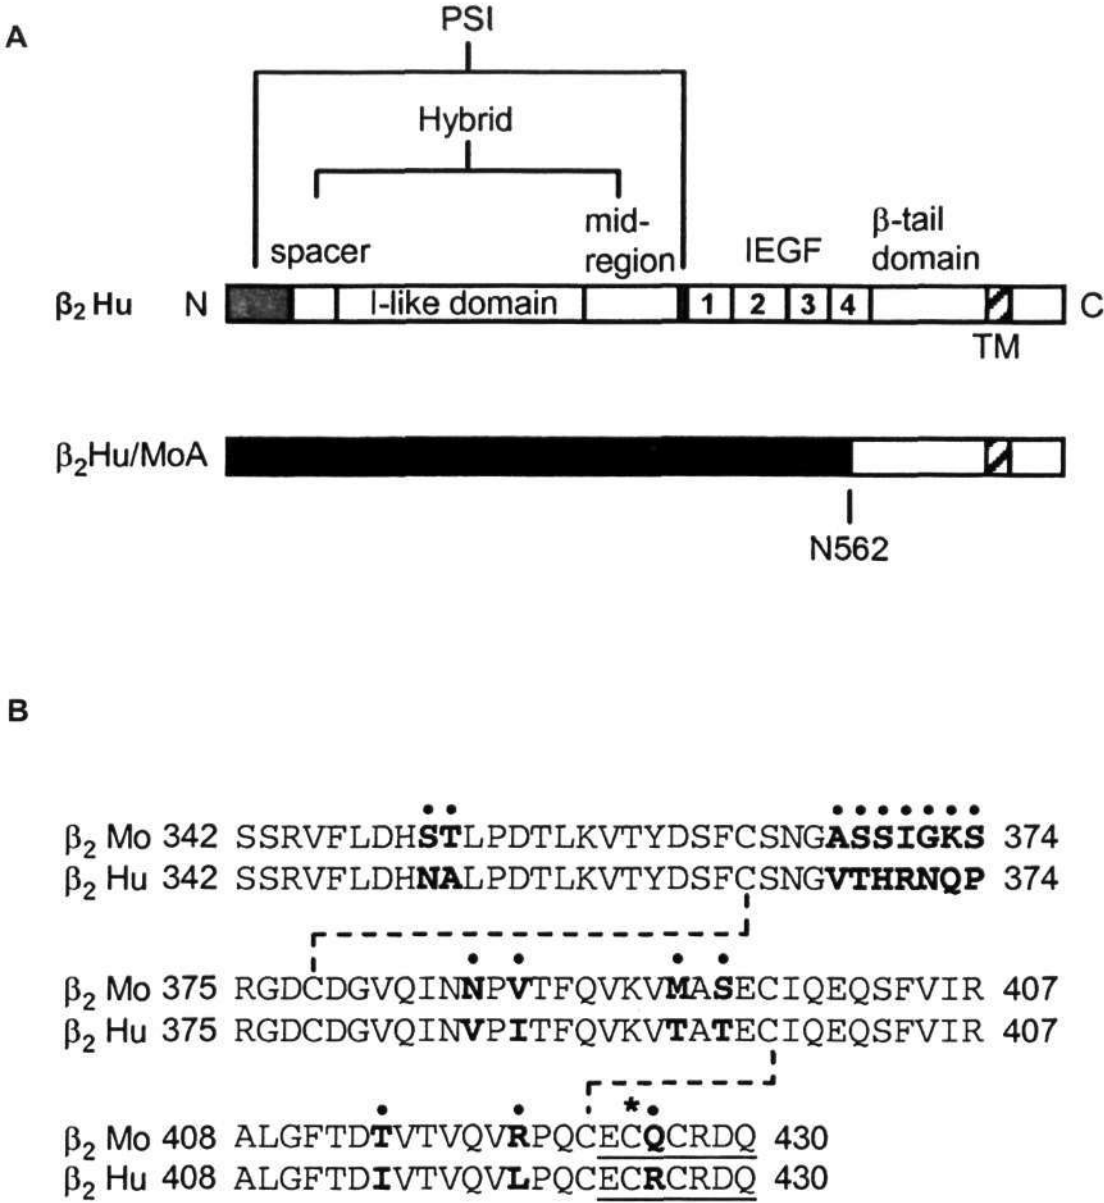 A
PSI
Hybrid
spacer
mid-
region
IEGF
β-tail
domain
β2 Hu N I-like domain 1 2 3 4 C
TM
β2Hu/MoA
N562
B
β2 Mo 342 SSRVFLDHSTLPDTLKVTYDSFCSNGASSIGKS 374
β2 Hu 342 SSRVFLDHNALPDTLKVTYDSFCSNGVTHRNQP 374
β2 Mo 375 RGDCDGVQINNPVTFQVKVMASECIQEQSFVIR 407
β2 Hu 375 RGDCDGVQINVPITFQVKVTATECIQEQSFVIR 407
*
β2 Mo 408 ALGFTDTVTVQVRPQCECQCRDQ 430
β2 Hu 408 ALGFTDIVTVQVLPQCECRCRDQ 430